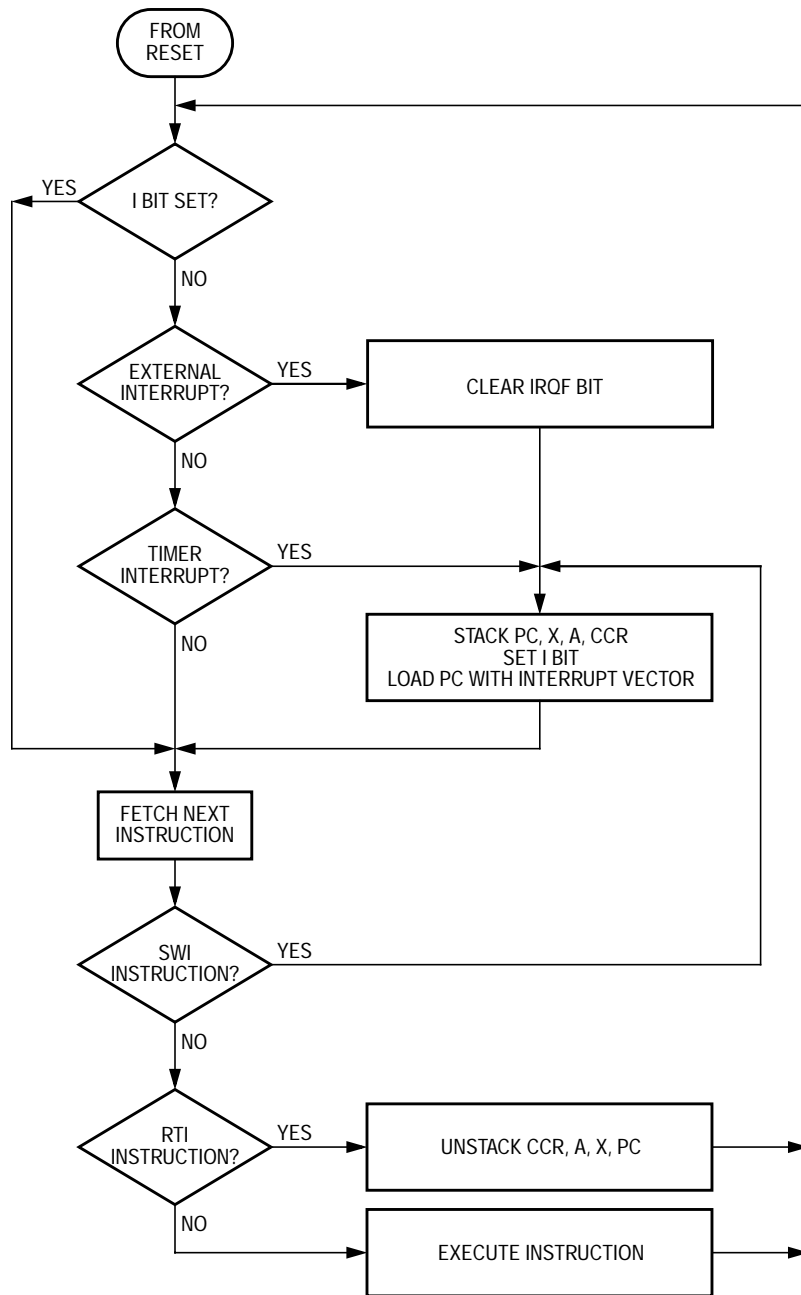 FROM
RESET
I BIT SET?
YES
NO
EXTERNAL
INTERRUPT?
YES
CLEAR IRQF BIT
NO
TIMER
INTERRUPT?
YES
NO
STACK PC, X, A, CCR
SET I BIT
LOAD PC WITH INTERRUPT VECTOR
FETCH NEXT
INSTRUCTION
SWI
INSTRUCTION?
YES
NO
RTI
INSTRUCTION?
YES
UNSTACK CCR, A, X, PC
NO
EXECUTE INSTRUCTION